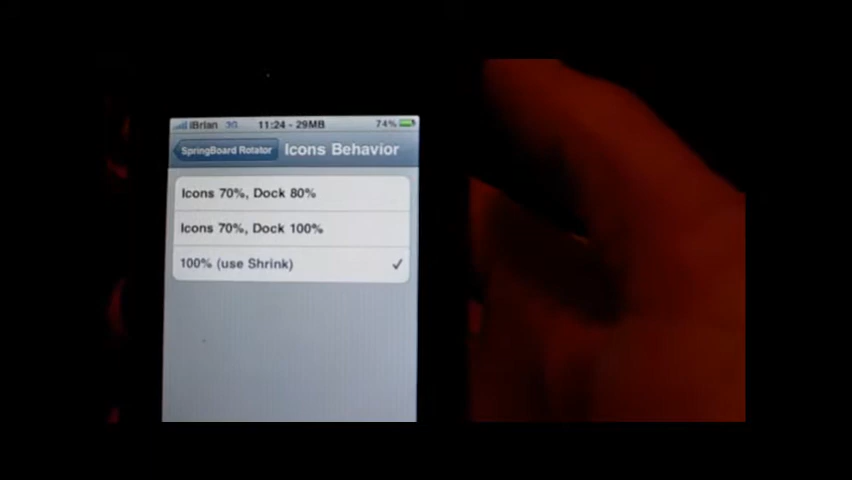 iBrian 3G 11:24 - 29MB 74%
SpringBoard Rotator Icons Behavior
Icons 70%, Dock 80%
Icons 70%, Dock 100%
100% (use Shrink)